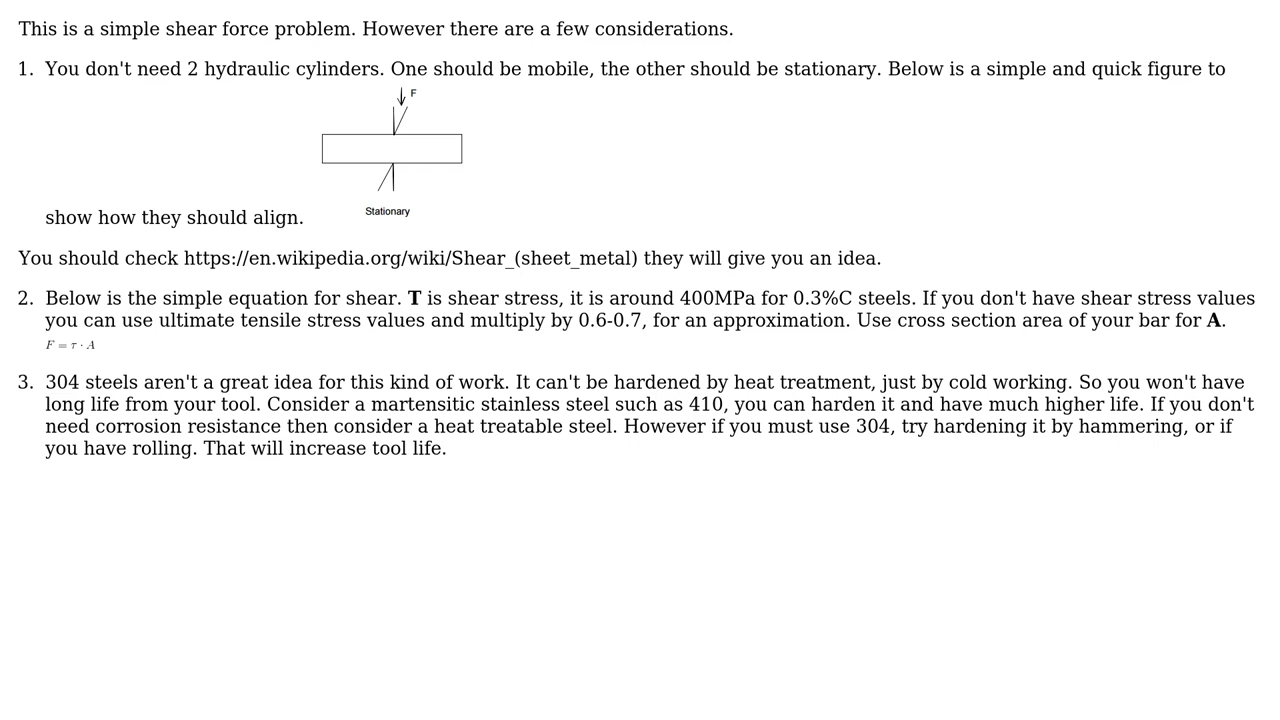 This is a simple shear force problem. However there are a few considerations.
1. You don't need 2 hydraulic cylinders. One should be mobile, the other should be stationary. Below is a simple and quick figure to
F
Stationary
show how they should align.
You should check https://en.wikipedia.org/wiki/Shear_(sheet_metal) they will give you an idea.
2. Below is the simple equation for shear. T is shear stress, it is around 400MPa for 0.3%C steels. If you don't have shear stress values
you can use ultimate tensile stress values and multiply by 0.6-0.7, for an approximation. Use cross section area of your bar for A.
F = τ · A
3. 304 steels aren't a great idea for this kind of work. It can't be hardened by heat treatment, just by cold working. So you won't have
long life from your tool. Consider a martensitic stainless steel such as 410, you can harden it and have much higher life. If you don't
need corrosion resistance then consider a heat treatable steel. However if you must use 304, try hardening it by hammering, or if
you have rolling. That will increase tool life.